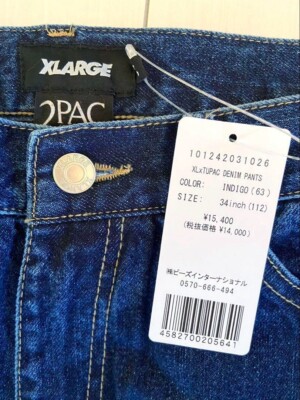 XLARGE
2PAC
101242031026
XLxTUPAC DENIM PANTS
COLOR: INDIGO(63)
SIZE: 34inch(112)
¥15,400
(税抜価格 ¥14,000)
㈱ビーズインターナショナル
0570-666-494
4582700205641